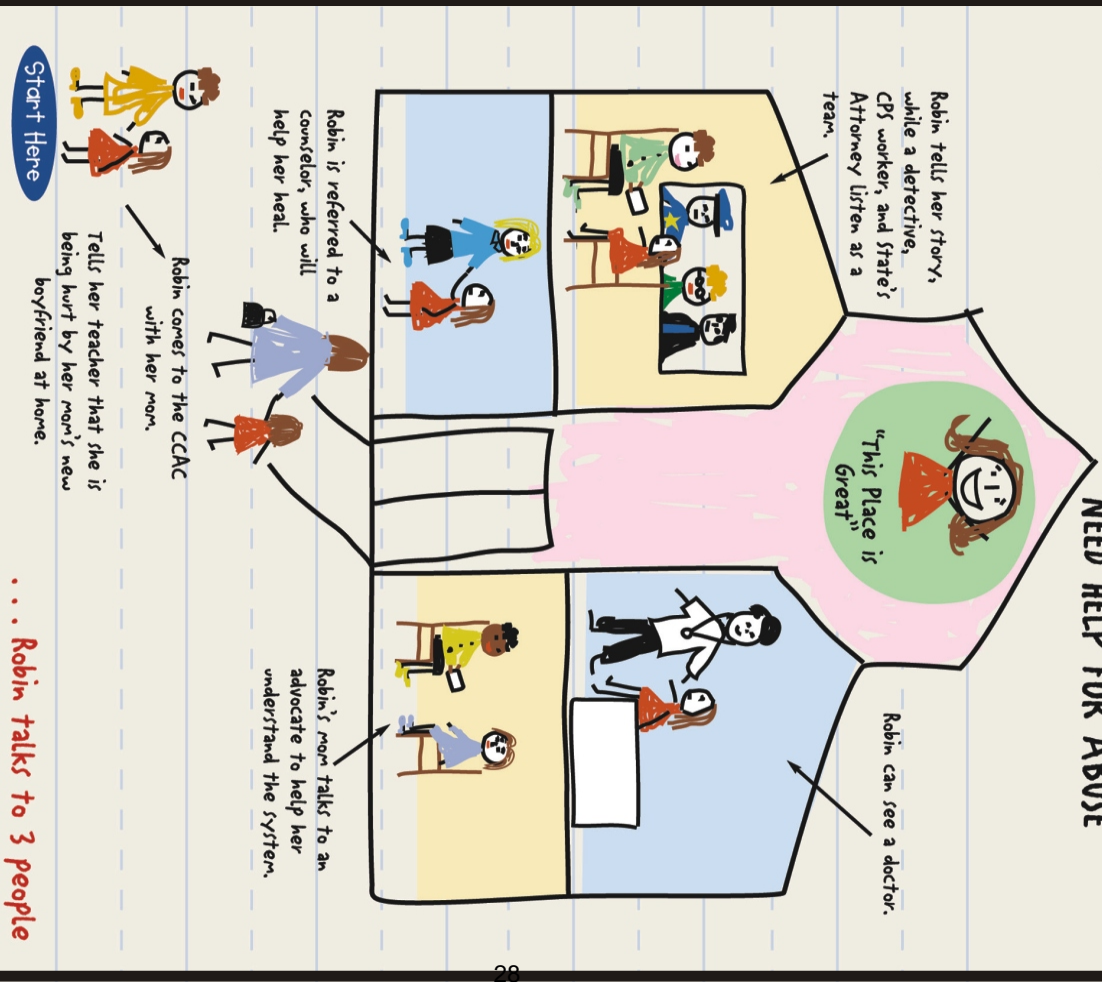 NEED HELP FOR ABUSE
"This Place is
Great"
Robin tells her story,
while a detective,
CPS worker, and State's
Attorney listen as a
team.
Robin can see a doctor.
Robin is referred to a
counselor, who will
help her heal.
Robin's mom talks to an
advocate to help her
understand the system.
Robin comes to the CCAC
with her mom.
Tells her teacher that she is
being hurt by her mom's new
boyfriend at home.
Start Here
...Robin talks to 3 people
28